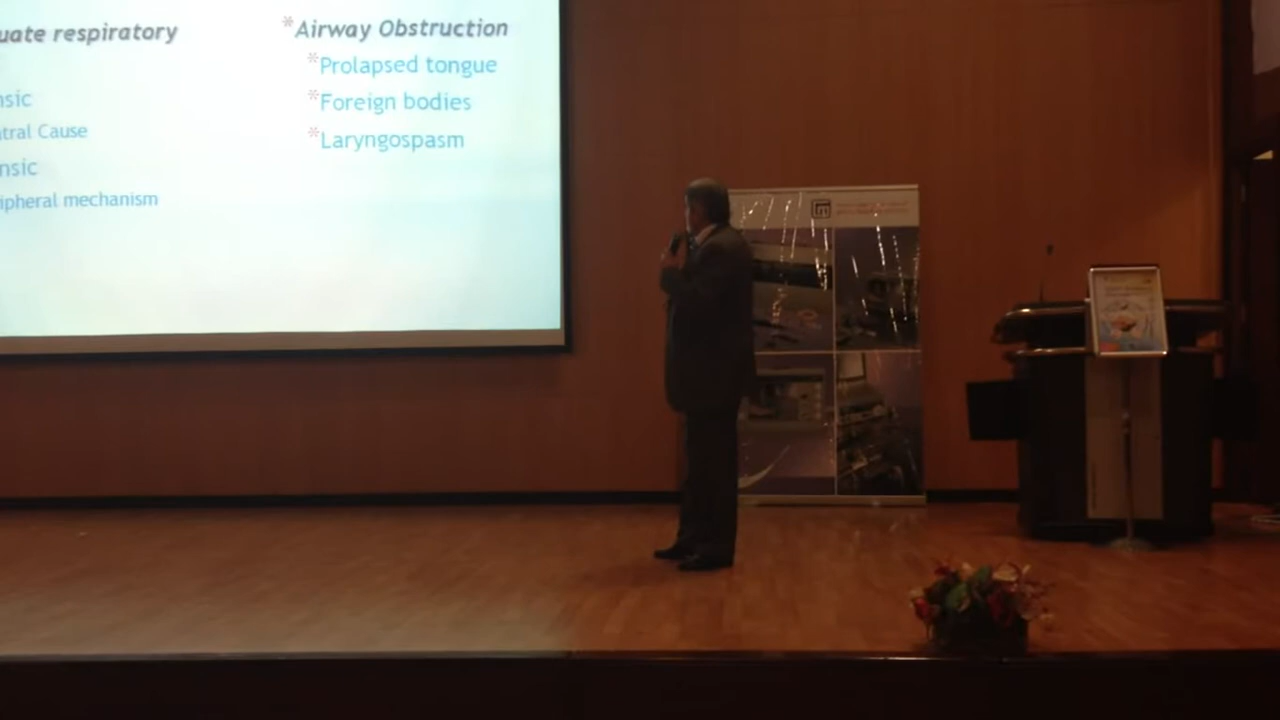 uate respiratory
nsic
tral Cause
nsic
ipheral mechanism
*Airway Obstruction
*Prolapsed tongue
*Foreign bodies
*Laryngospasm